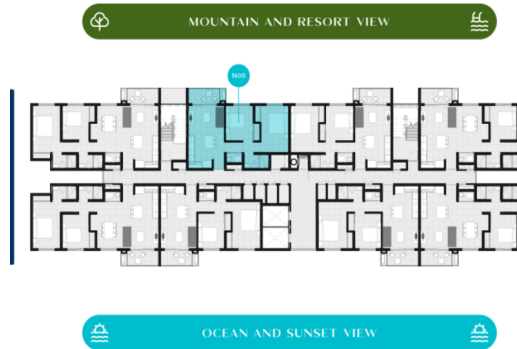 MOUNTAIN AND RESORT VIEW
N05
OCEAN AND SUNSET VIEW